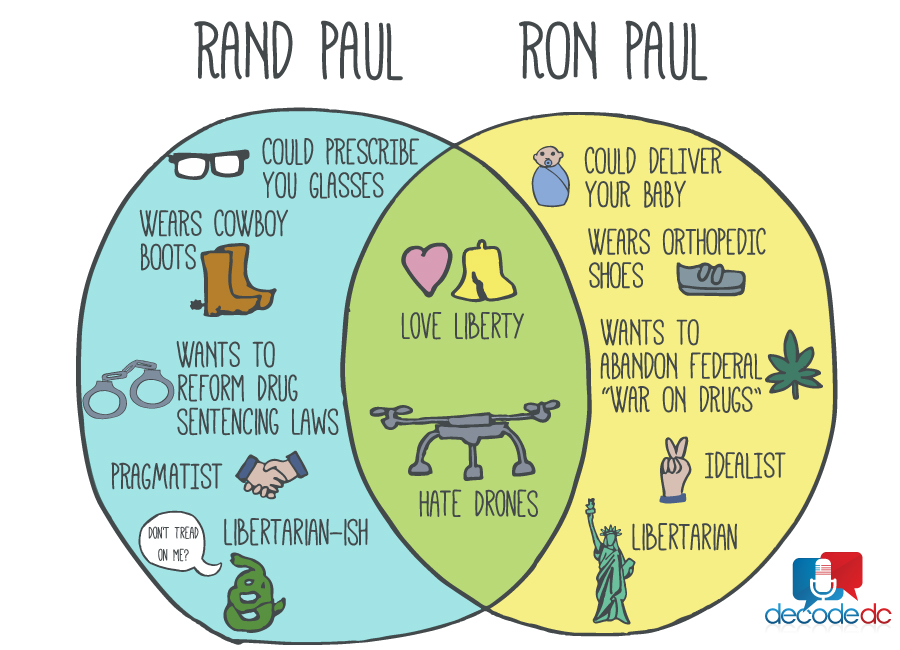 RAND PAUL
RON PAUL
COULD PRESCRIBE
YOU GLASSES
WEARS COWBOY
BOOTS
WANTS TO
REFORM DRUG
SENTENCING LAWS
PRAGMATIST
LIBERTARIAN-ISH
DON'T TREAD
ON ME?
LOVE LIBERTY
HATE DRONES
COULD DELIVER
YOUR BABY
WEARS ORTHOPEDIC
SHOES
WANTS TO
ABANDON FEDERAL
"WAR ON DRUGS"
IDEALIST
LIBERTARIAN
decodedc